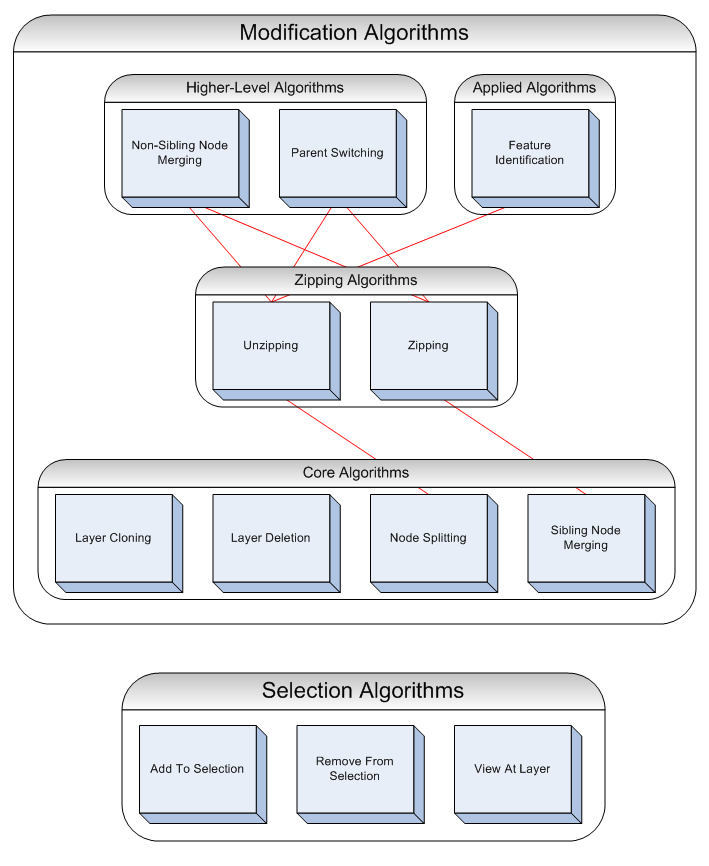 Modification Algorithms
Higher-Level Algorithms
Applied Algorithms
Non-Sibling Node
Merging
Parent Switching
Feature
Identification
Zipping Algorithms
Unzipping
Zipping
Core Algorithms
Layer Cloning
Layer Deletion
Node Splitting
Sibling Node
Merging
Selection Algorithms
Add To Selection
Remove From
Selection
View At Layer